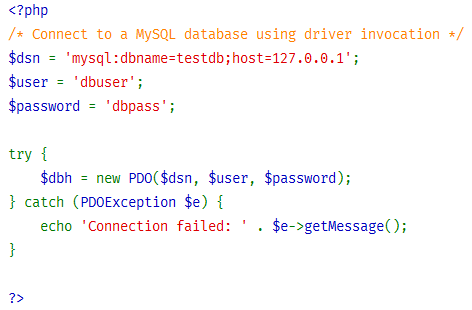 <?php
/* Connect to a MySQL database using driver invocation */
$dsn = 'mysql:dbname=testdb;host=127.0.0.1';
$user = 'dbuser';
$password = 'dbpass';

try {
    $dbh = new PDO($dsn, $user, $password);
} catch (PDOException $e) {
    echo 'Connection failed: ' . $e->getMessage();
}

?>